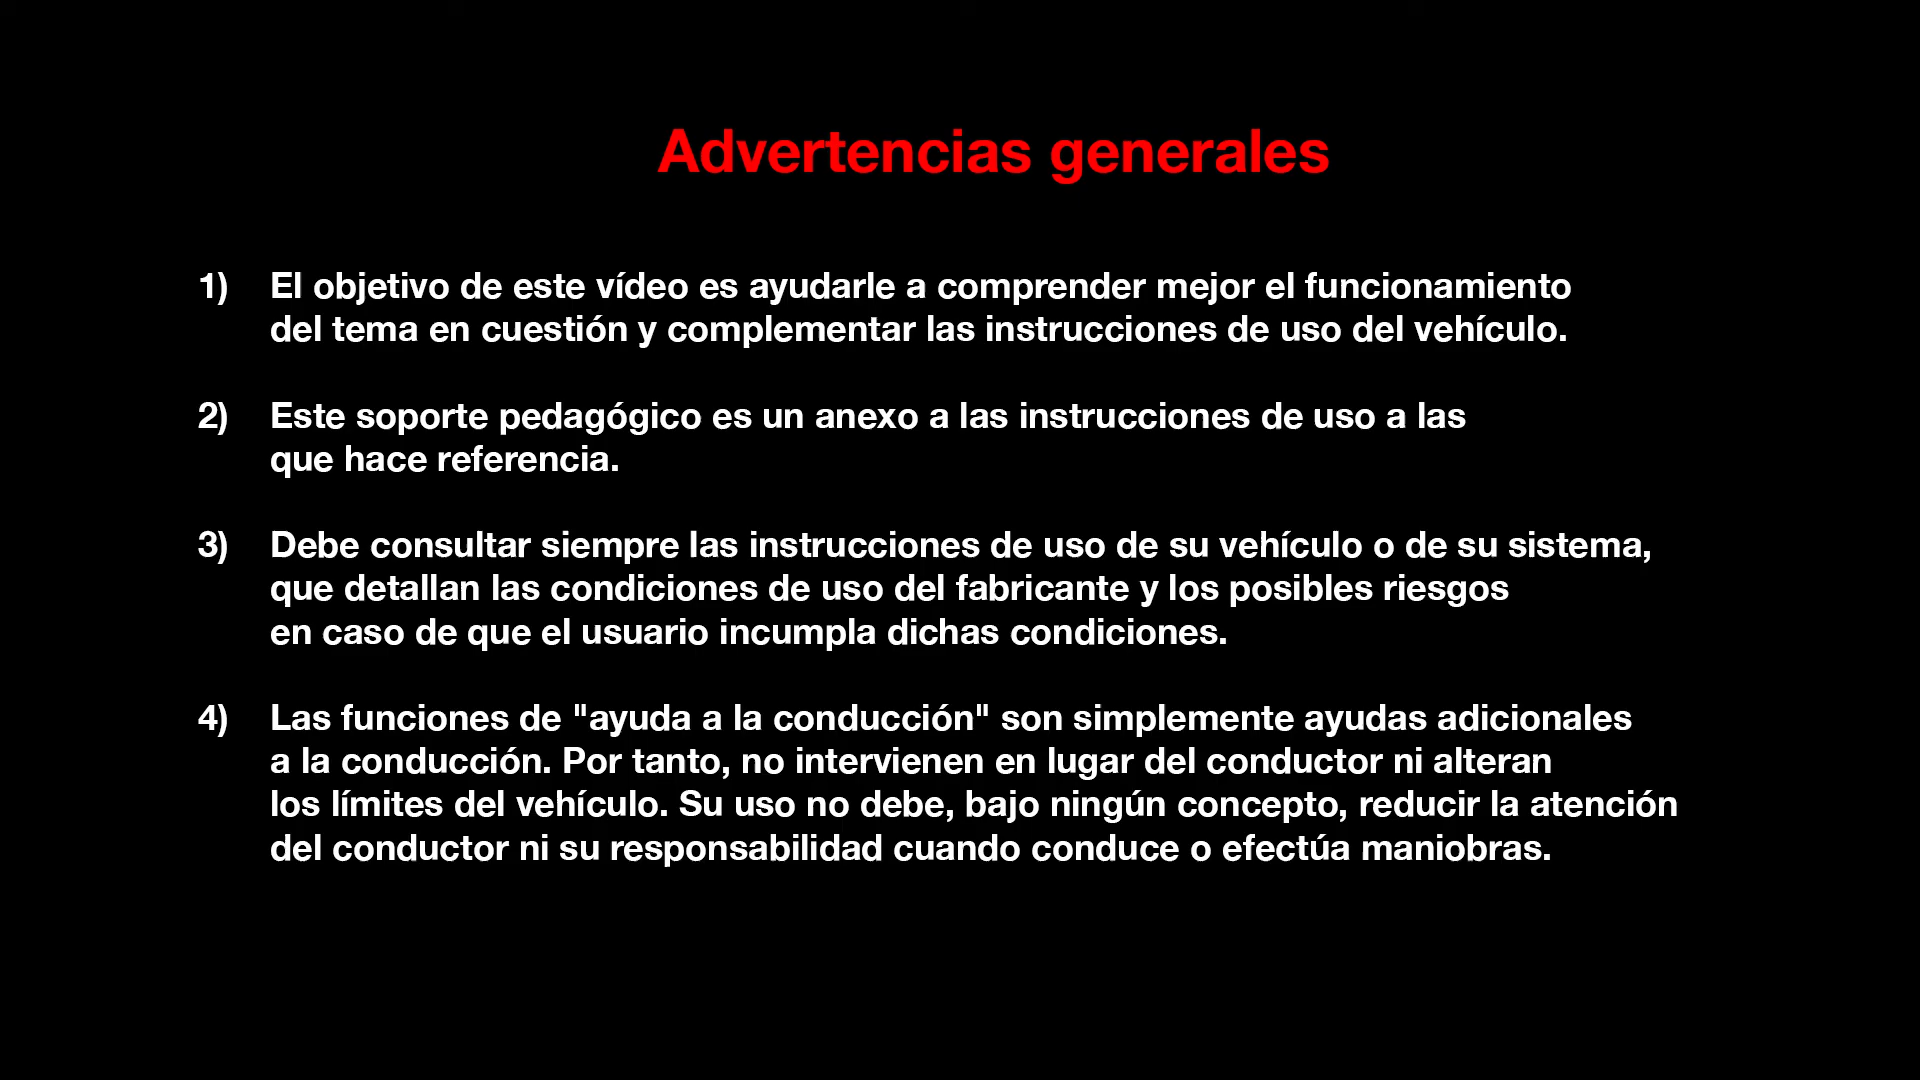 Advertencias generales
1) El objetivo de este vídeo es ayudarle a comprender mejor el funcionamiento
del tema en cuestión y complementar las instrucciones de uso del vehículo.
2) Este soporte pedagógico es un anexo a las instrucciones de uso a las
que hace referencia.
3) Debe consultar siempre las instrucciones de uso de su vehículo o de su sistema,
que detallan las condiciones de uso del fabricante y los posibles riesgos
en caso de que el usuario incumpla dichas condiciones.
4) Las funciones de "ayuda a la conducción" son simplemente ayudas adicionales
a la conducción. Por tanto, no intervienen en lugar del conductor ni alteran
los límites del vehículo. Su uso no debe, bajo ningún concepto, reducir la atención
del conductor ni su responsabilidad cuando conduce o efectúa maniobras.